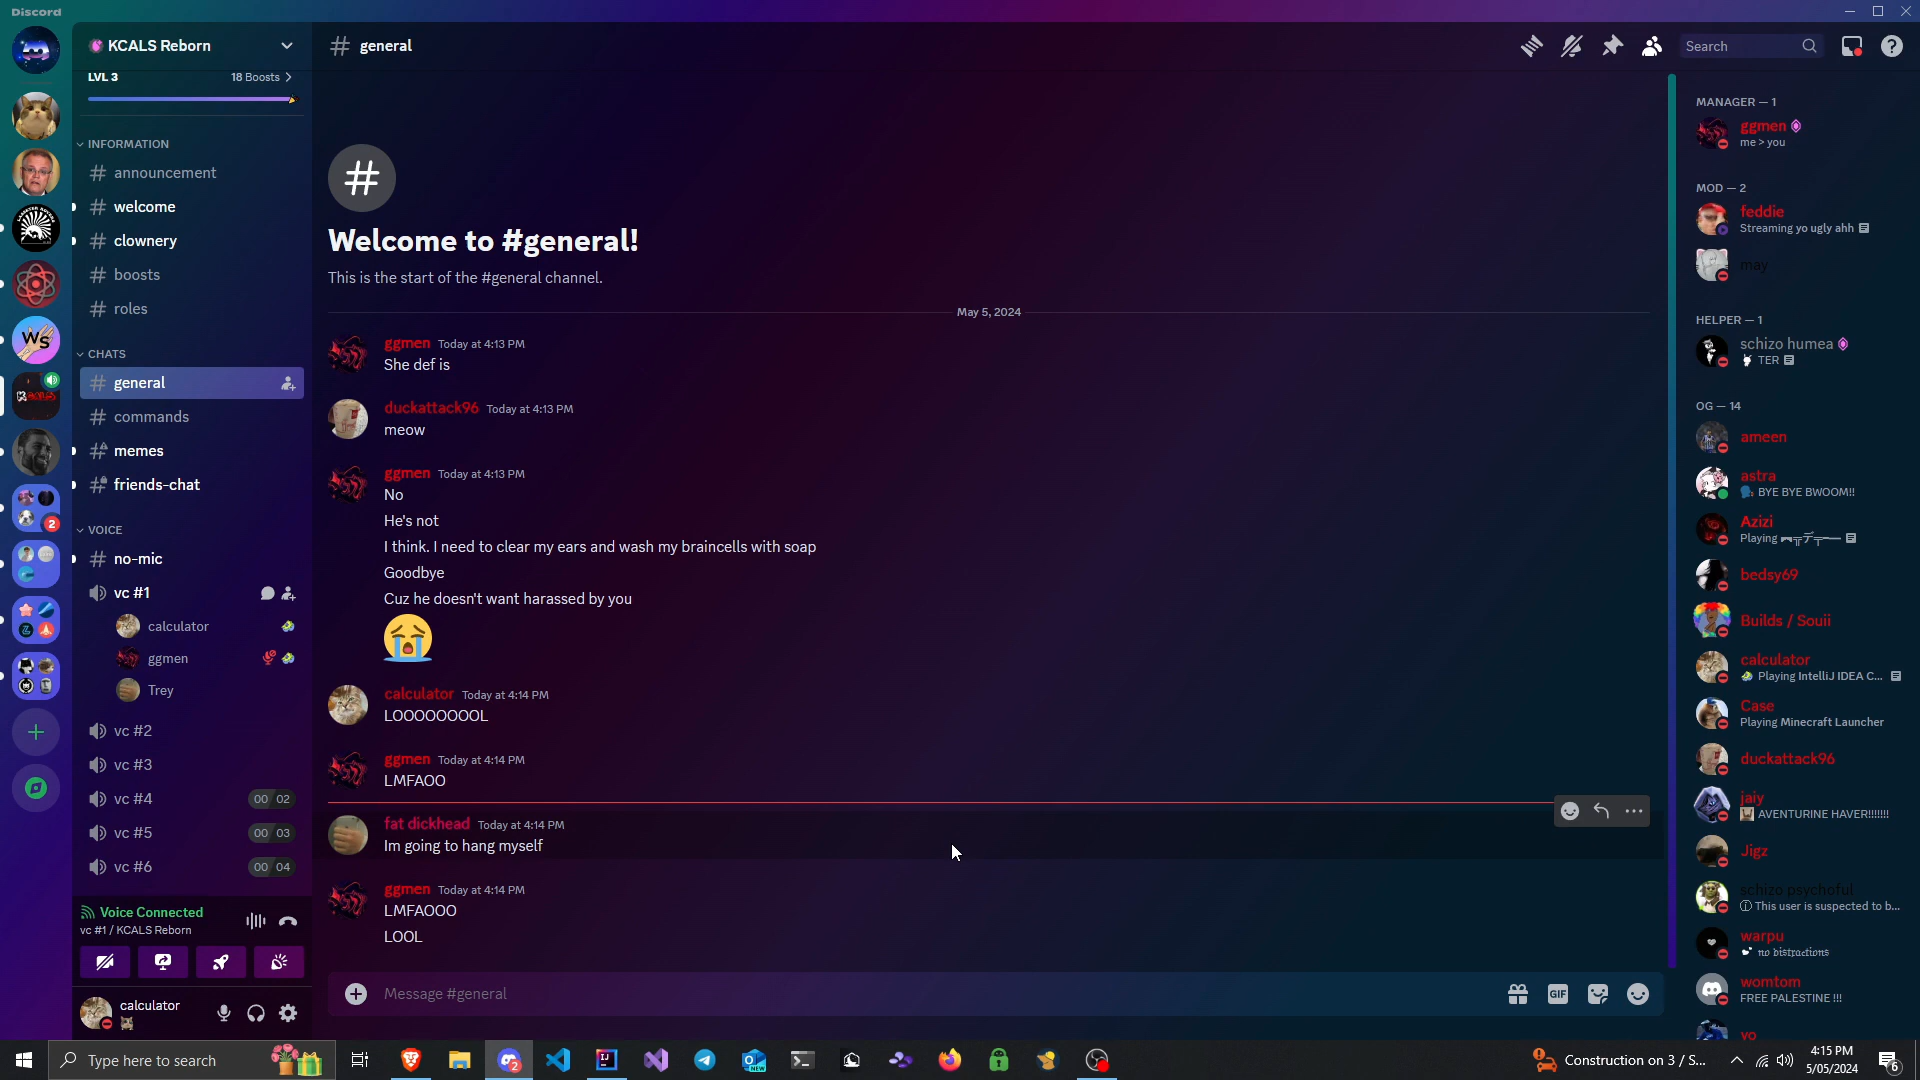 Discord
KCALS Reborn
LVL 3
18 Boosts
INFORMATION
announcement
welcome
clownery
boosts
roles
CHATS
general
commands
memes
friends-chat
VOICE
no-mic
vc #1
calculator
ggmen
Trey
vc #2
vc #3
vc #4
00 02
vc #5
00 03
vc #6
00 04
Voice Connected
vc #1 / KCALS Reborn
calculator
WS
2
general
Search
Welcome to #general!
This is the start of the #general channel.
May 5, 2024
ggmen Today at 4:13 PM
She def is
duckattack96 Today at 4:13 PM
meow
ggmen Today at 4:13 PM
No
He's not
I think. I need to clear my ears and wash my braincells with soap
Goodbye
Cuz he doesn't want harassed by you
calculator Today at 4:14 PM
LOOOOOOOOL
ggmen Today at 4:14 PM
LMFAOO
fat dickhead Today at 4:14 PM
Im going to hang myself
ggmen Today at 4:14 PM
LMFAOOO
LOOL
Message #general
GIF
MANAGER — 1
ggmen
me > you
MOD — 2
feddie
Streaming yo ugly ahh
may
HELPER — 1
schizo humea
TER
OG — 14
ameen
astra
BYE BYE BWOOM!!
Azizi
Playing
bedsy69
Builds / Souii
calculator
Playing IntelliJ IDEA C...
Case
Playing Minecraft Launcher
duckattack96
jaiy
AVENTURINE HAVER!!!!!!!
Jigz
schizo psychoful
This user is suspected to b...
warpu
no distractions
womtom
FREE PALESTINE !!!
yo
Type here to search
2
NEW
Construction on 3 / S...
4:15 PM
5/05/2024
6